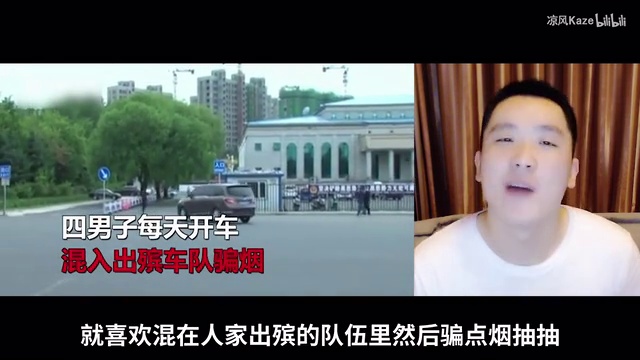 凉风Kaze bilibili
四男子每天开车
混入出殡车队骗烟
就喜欢混在人家出殡的队伍里然后骗点烟抽抽